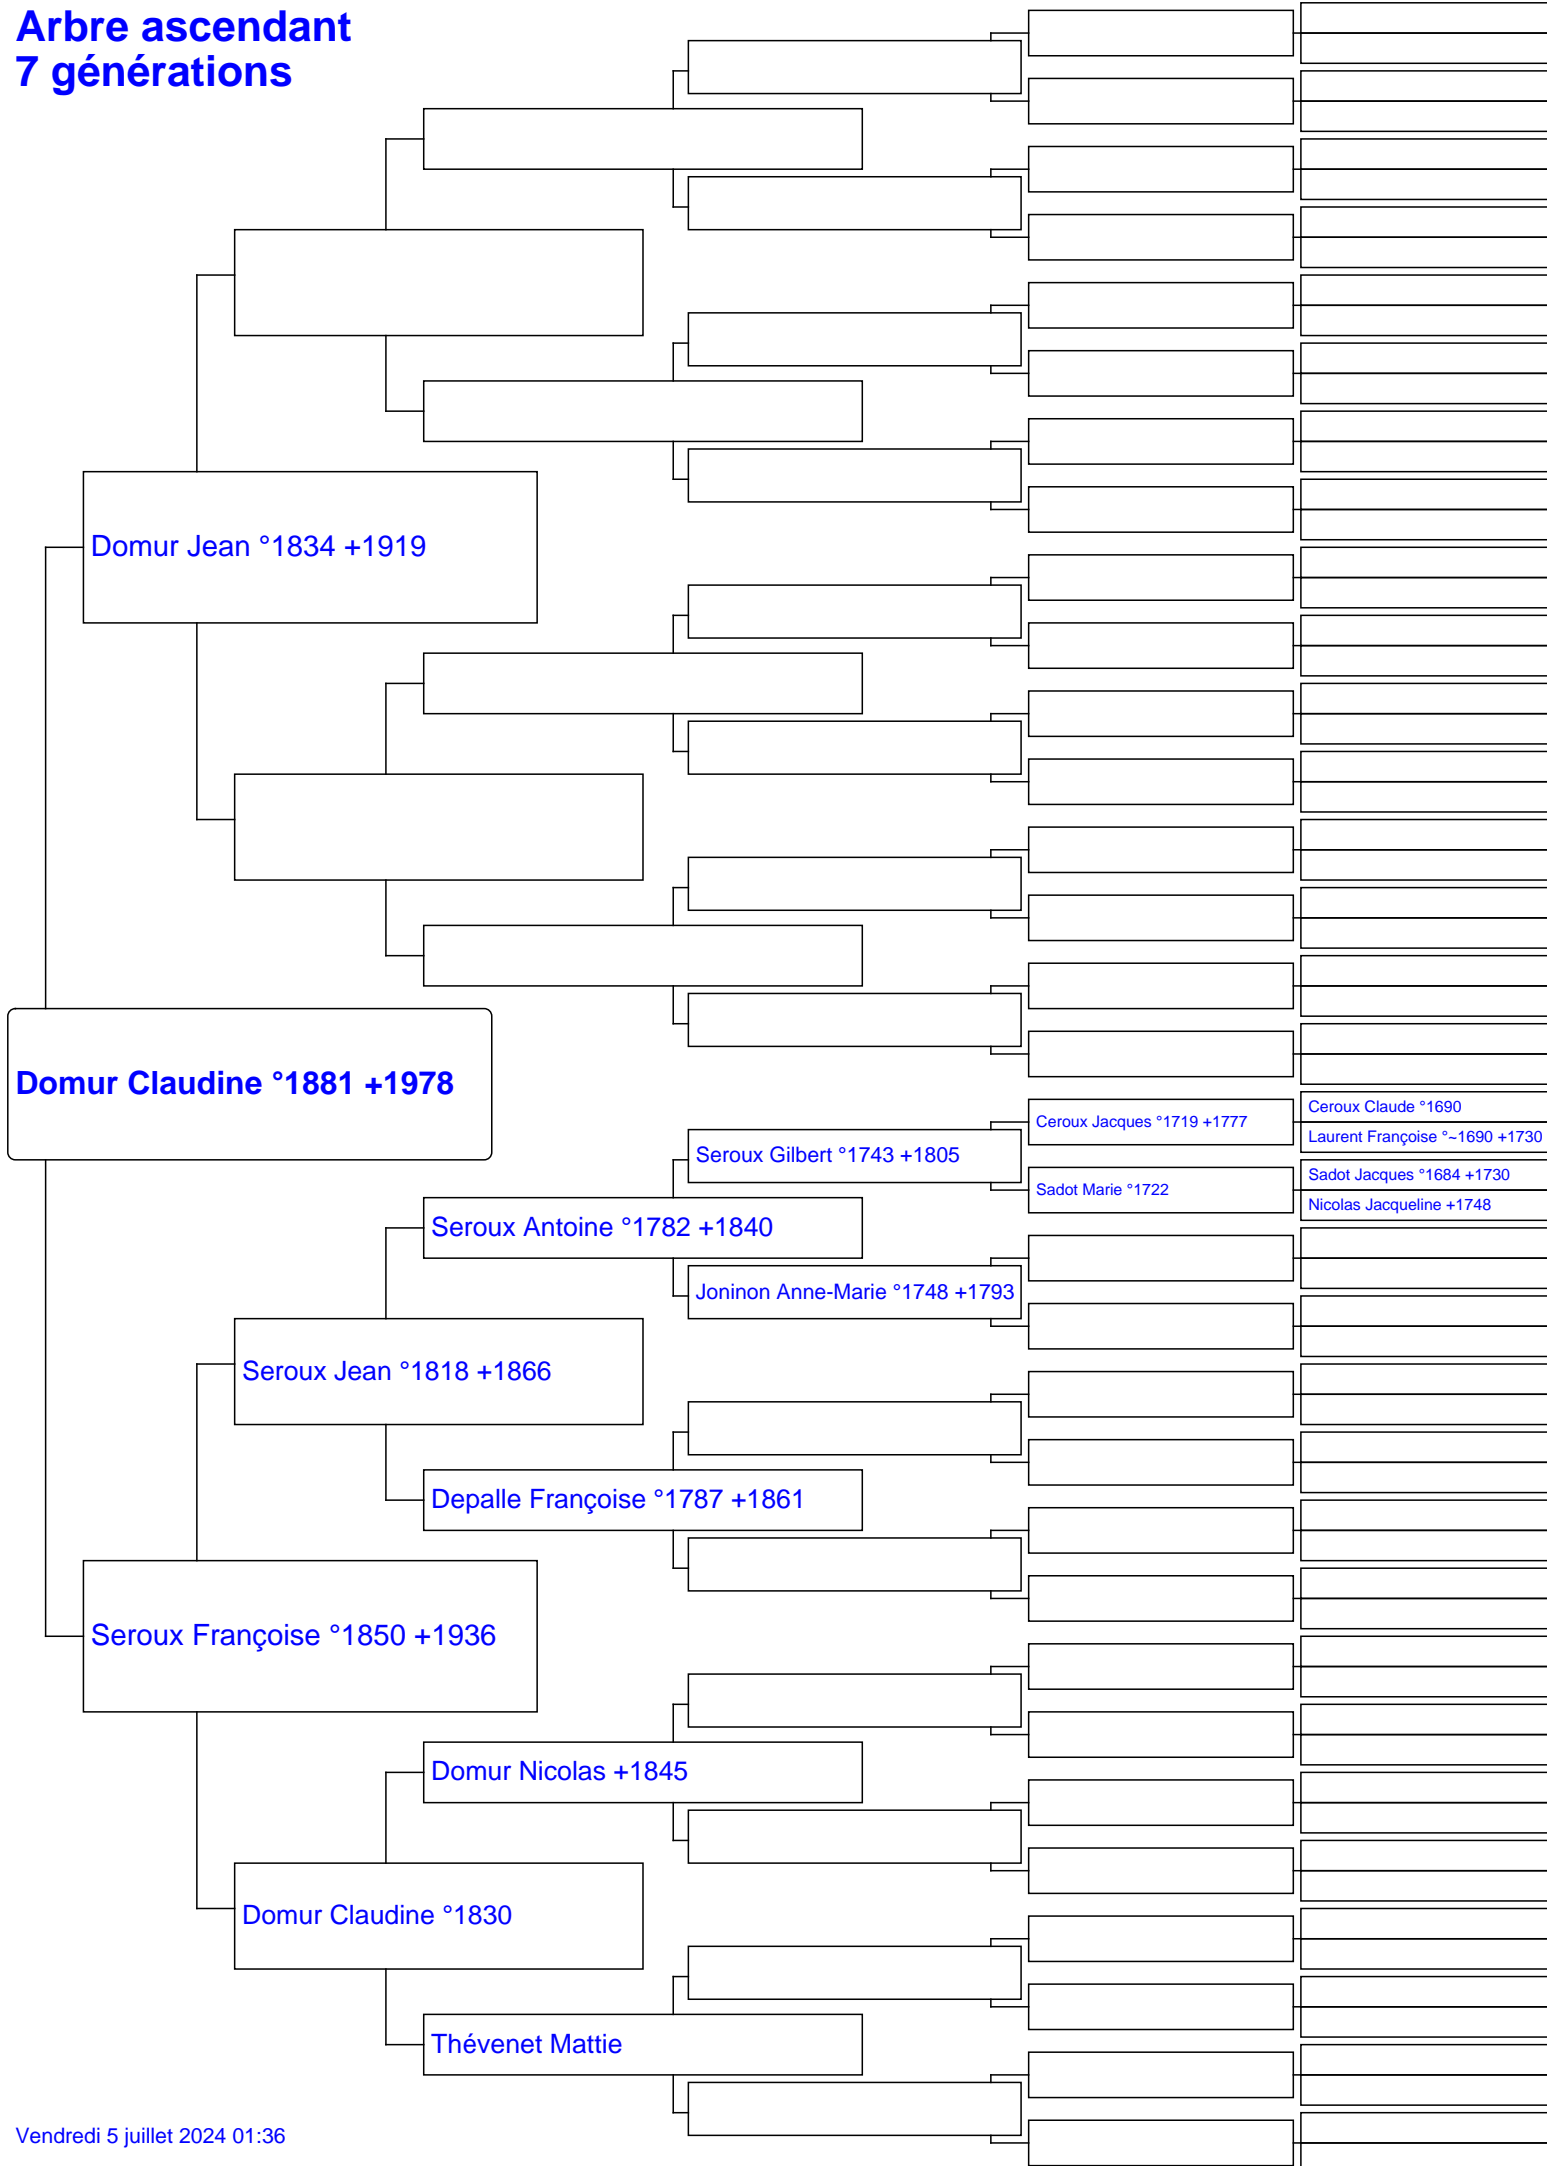 Arbre ascendant
7 générations
Domur Jean °1834 +1919
Domur Claudine °1881 +1978
Ceroux Claude °1690
Ceroux Jacques °1719 +1777
Laurent Françoise °~1690 +1730
Seroux Gilbert °1743 +1805
Sadot Jacques °1684 +1730
Sadot Marie °1722
Nicolas Jacqueline +1748
Seroux Antoine °1782 +1840
Joninon Anne-Marie °1748 +1793
Seroux Jean °1818 +1866
Depalle Françoise °1787 +1861
Seroux Françoise °1850 +1936
Domur Nicolas +1845
Domur Claudine °1830
Thévenet Mattie
Vendredi 5 juillet 2024 01:36